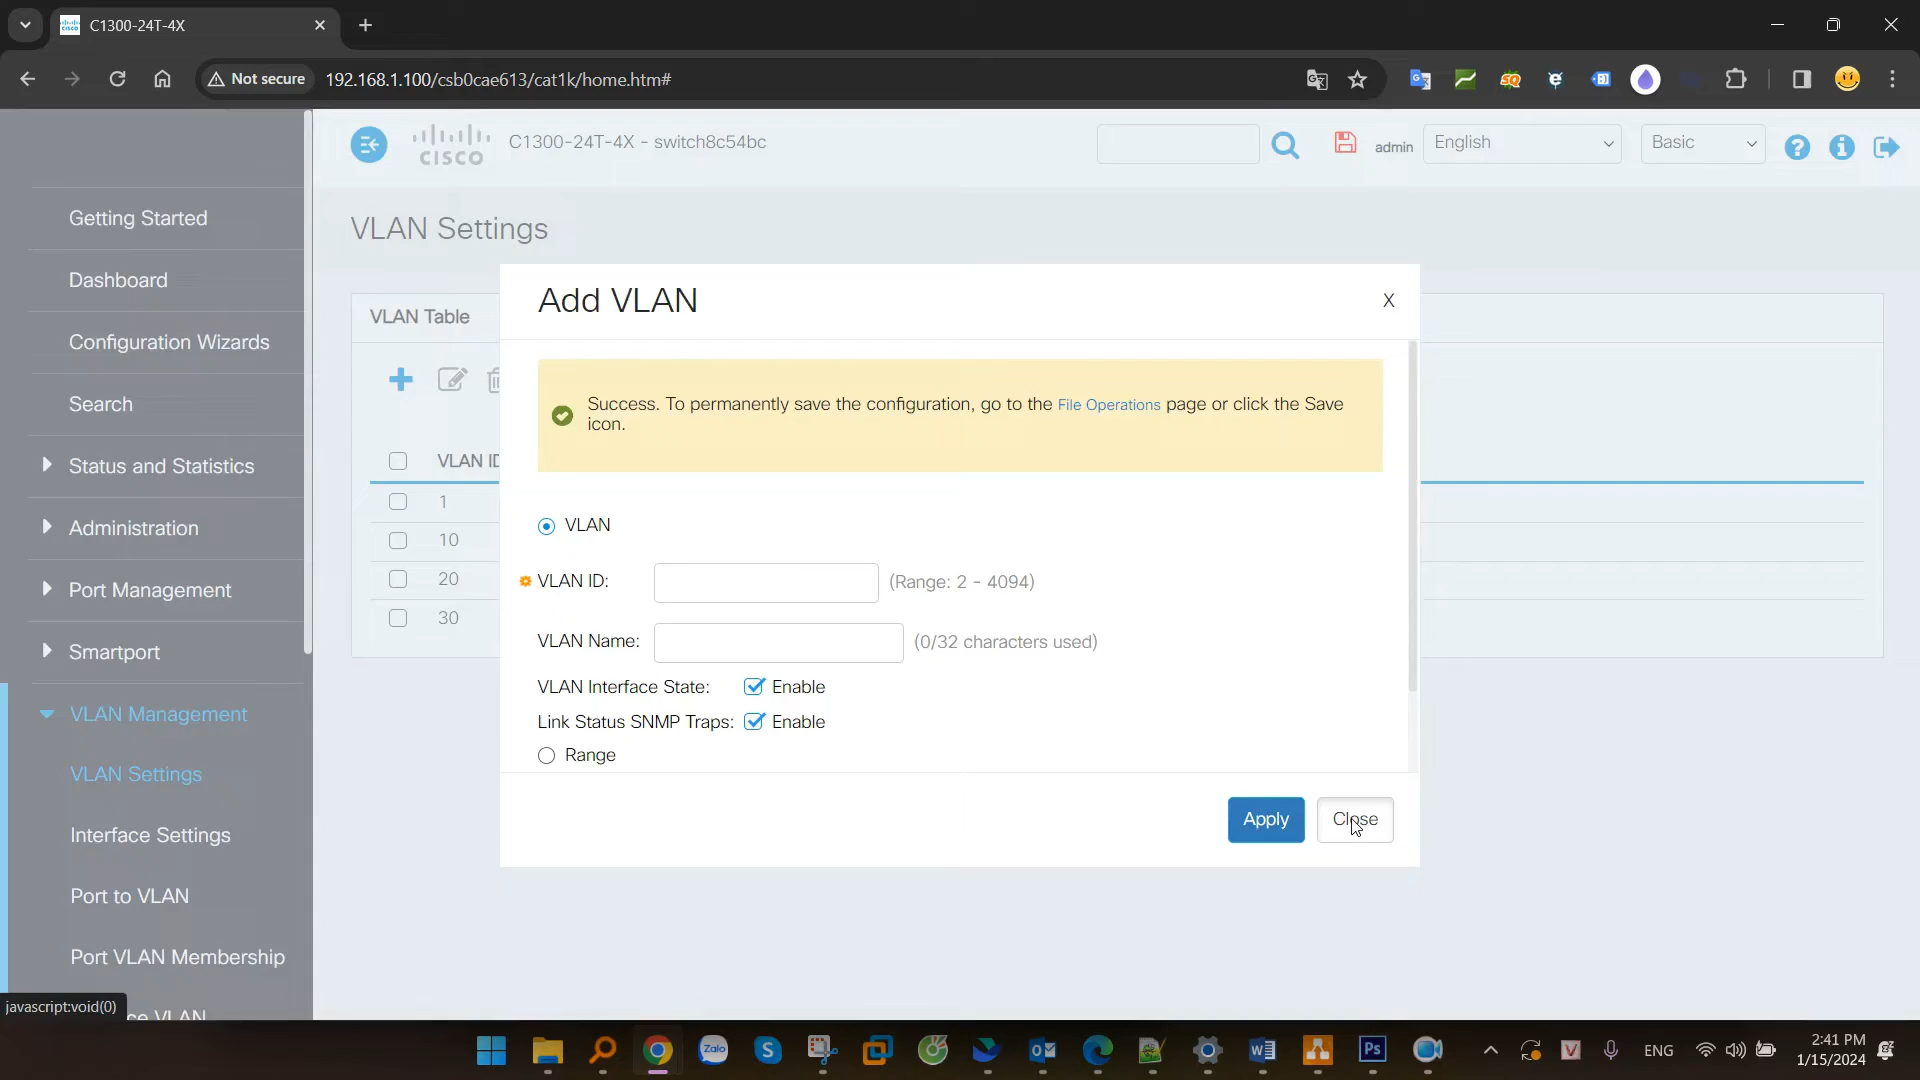 C1300-24T-4X
Not secure
192.168.1.100/csb0cae613/cat1k/home.htm#
CISCO
C1300-24T-4X - switch8c54bc
admin
English
Basic
Getting Started
Dashboard
Configuration Wizards
Search
Status and Statistics
Administration
Port Management
Smartport
VLAN Management
VLAN Settings
Interface Settings
Port to VLAN
Port VLAN Membership
javascript:void(0)
VLAN Settings
VLAN Table
VLAN ID
1
10
20
30
Add VLAN
X
Success. To permanently save the configuration, go to the File Operations page or click the Save
icon.
VLAN
VLAN ID:
(Range: 2 - 4094)
VLAN Name:
(0/32 characters used)
VLAN Interface State:
Enable
Link Status SNMP Traps:
Enable
Range
Apply
Close
Zalo
Ps
ENG
2:41 PM
1/15/2024